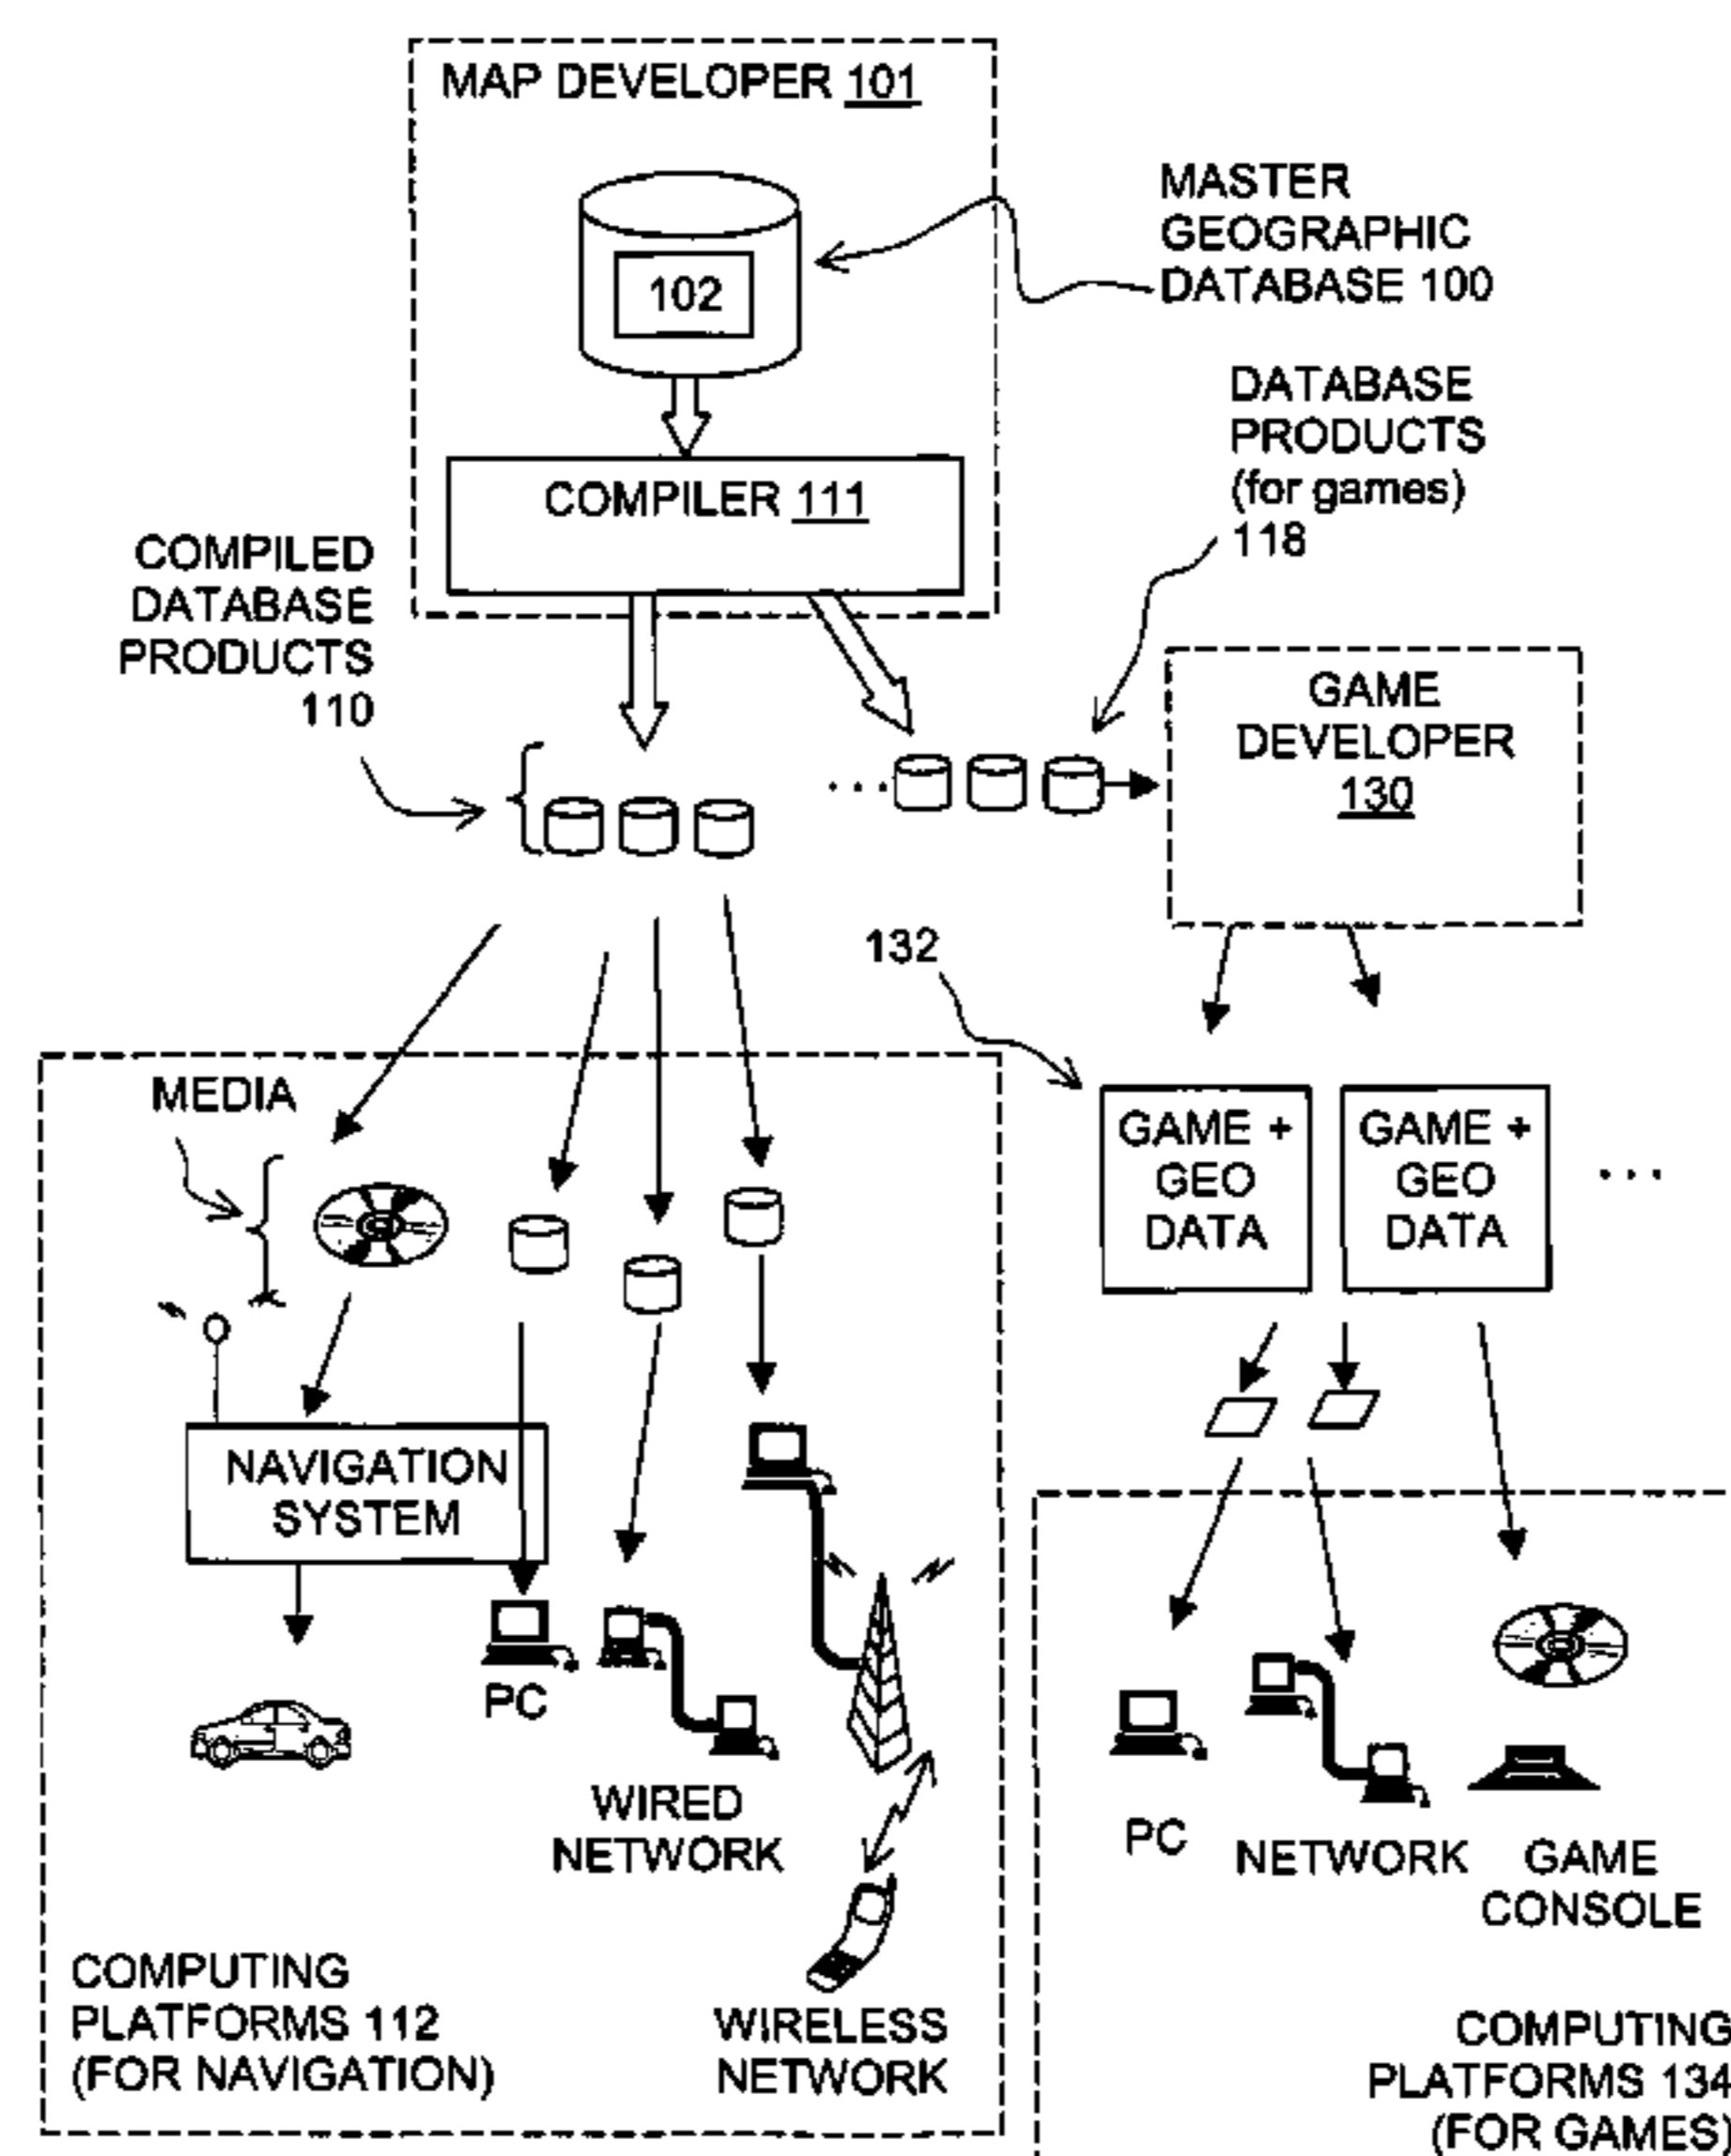 MAP DEVELOPER 101
MASTER
GEOGRAPHIC
DATABASE 100
102
DATABASE
PRODUCTS
(for games)
118
COMPILER 111
COMPILED
DATABASE
PRODUCTS
110
GAME
DEVELOPER
130
...
132
MEDIA
GAME +
GEO
DATA
GAME +
GEO
DATA
...
NAVIGATION
SYSTEM
PC
WIRED
NETWORK
WIRELESS
NETWORK
COMPUTING
PLATFORMS 112
(FOR NAVIGATION)
PC
NETWORK
GAME
CONSOLE
COMPUTING
PLATFORMS 134
(FOR GAMES)